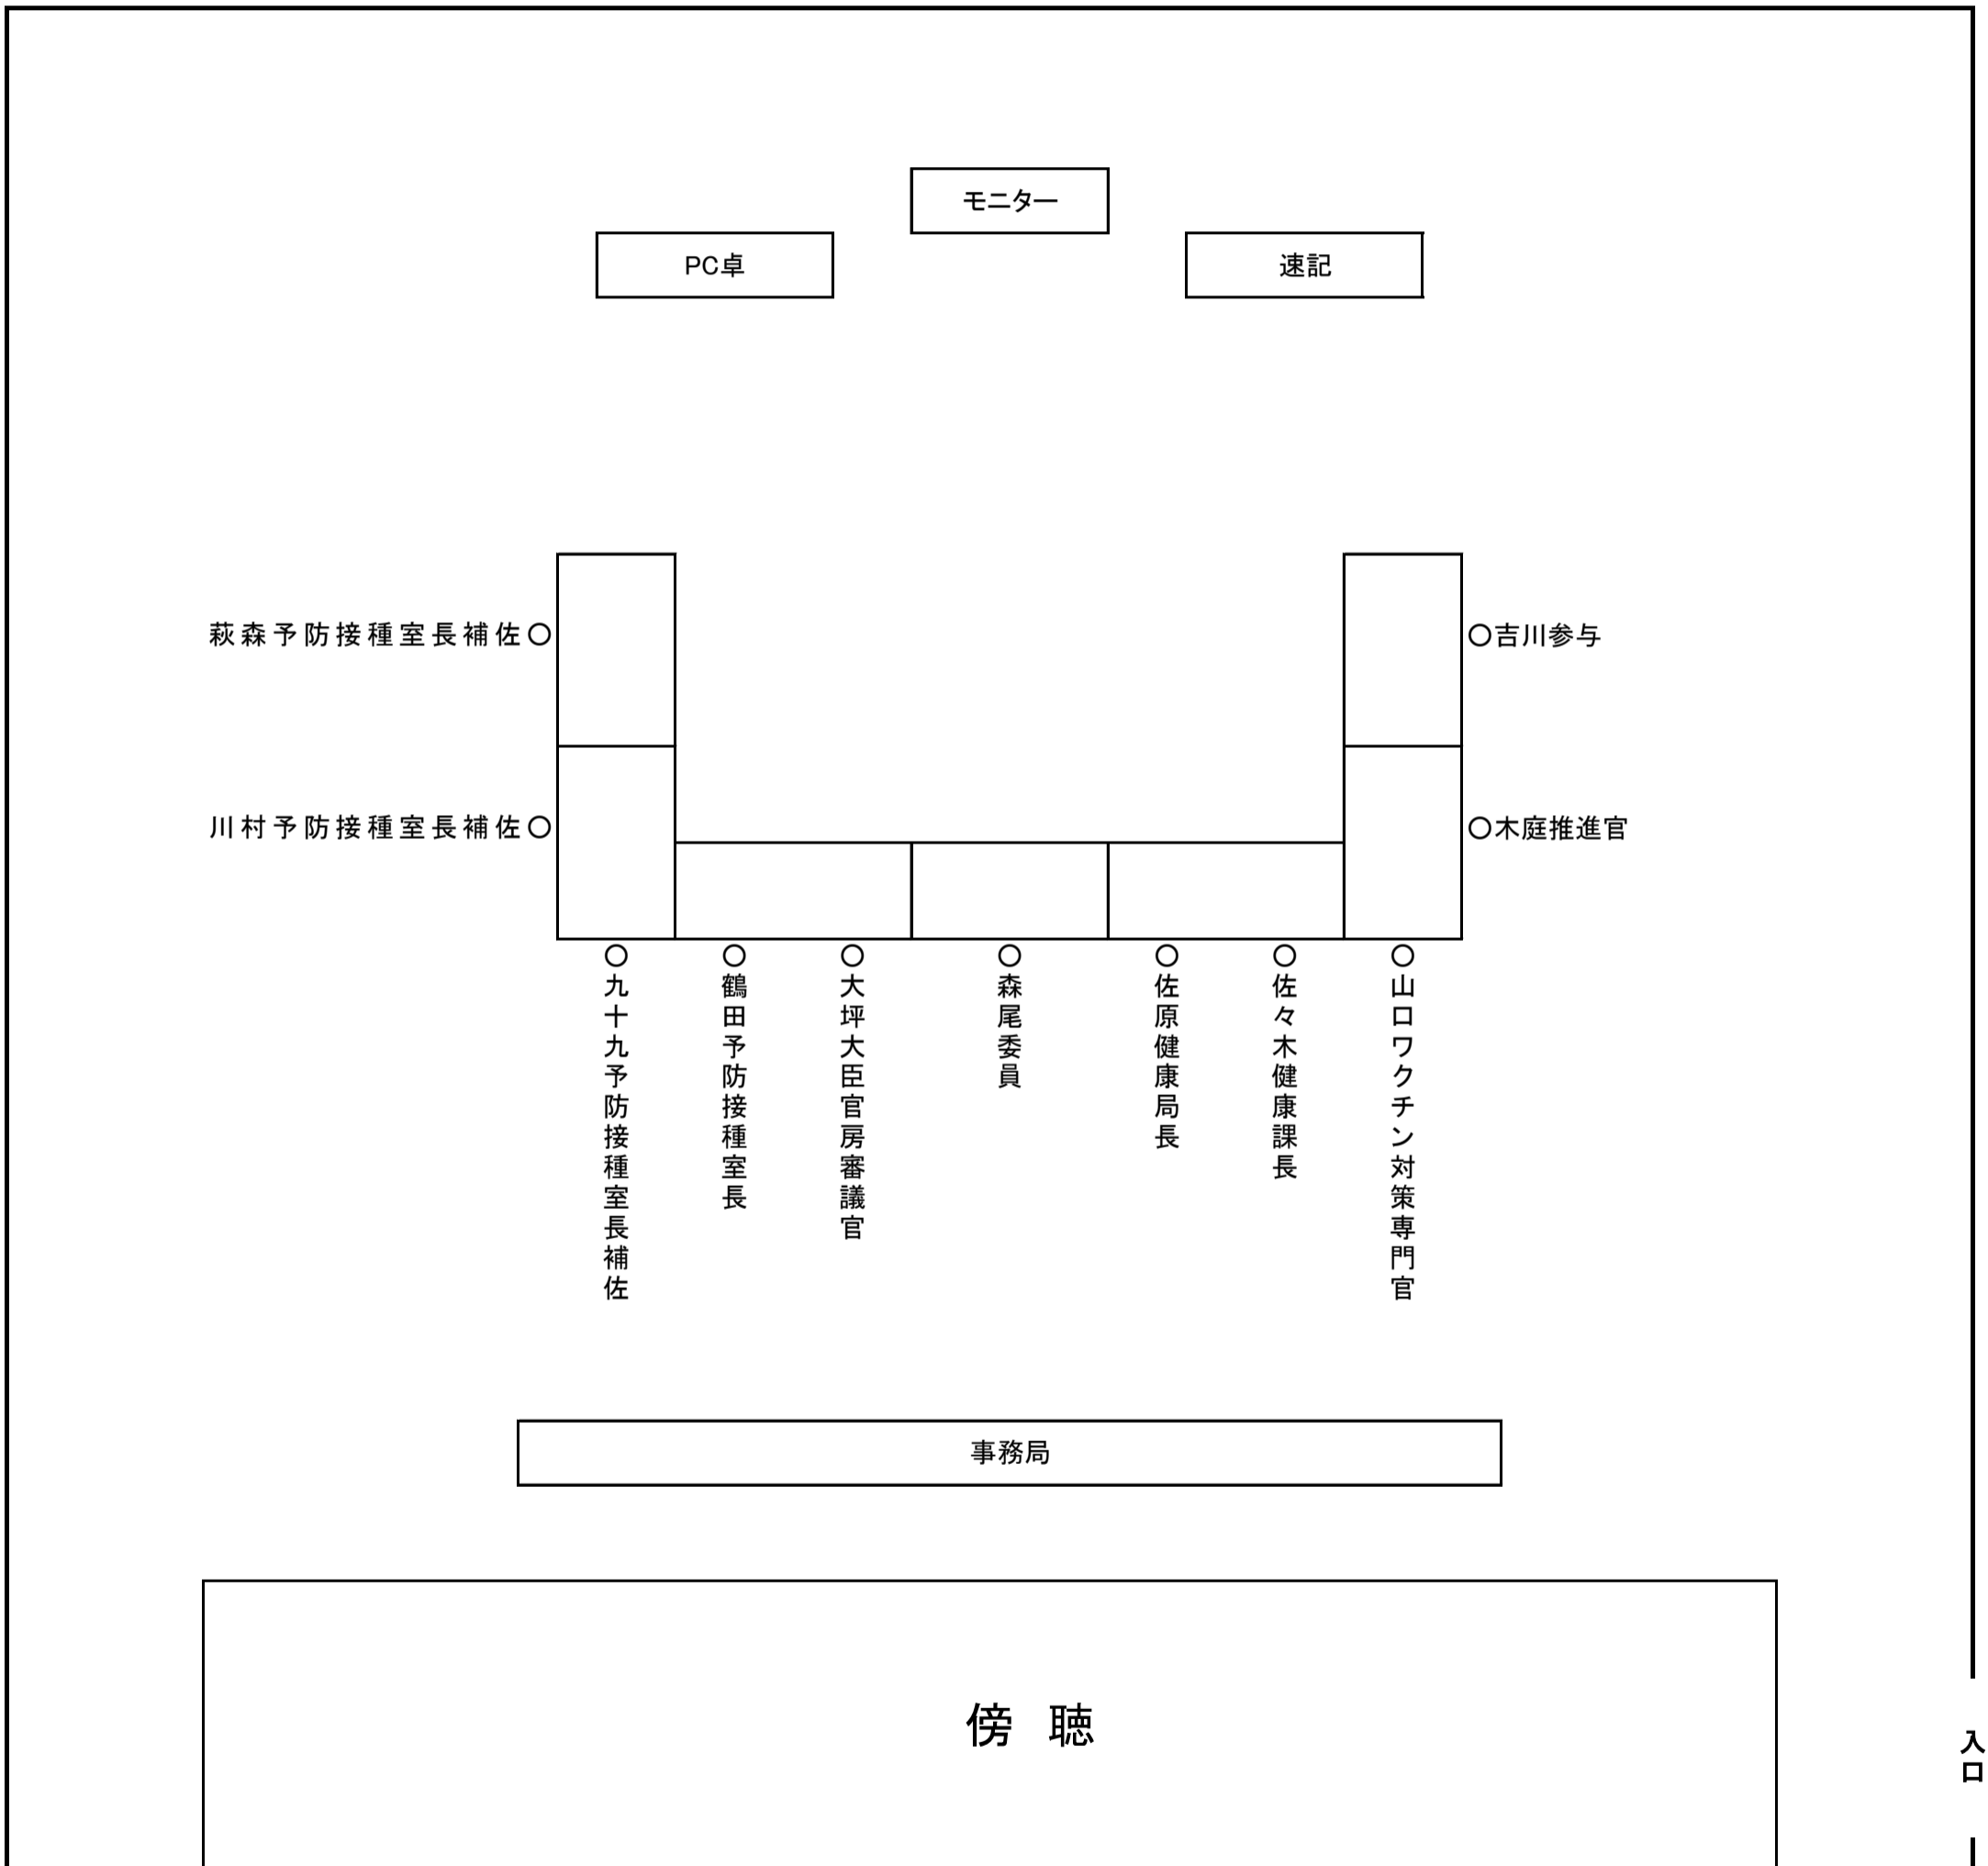 モニター
PC卓
速記
萩森予防接種室長補佐○
○吉川参与
川村予防接種室長補佐○
○木庭推進官
○九十九予防接種室長補佐
○鶴田予防接種室長
○大坪大臣官房審議官
○森尾委員
○佐原健康局長
○佐々木健康課長
○山口ワクチン対策専門官
事務局
傍 聴
入口